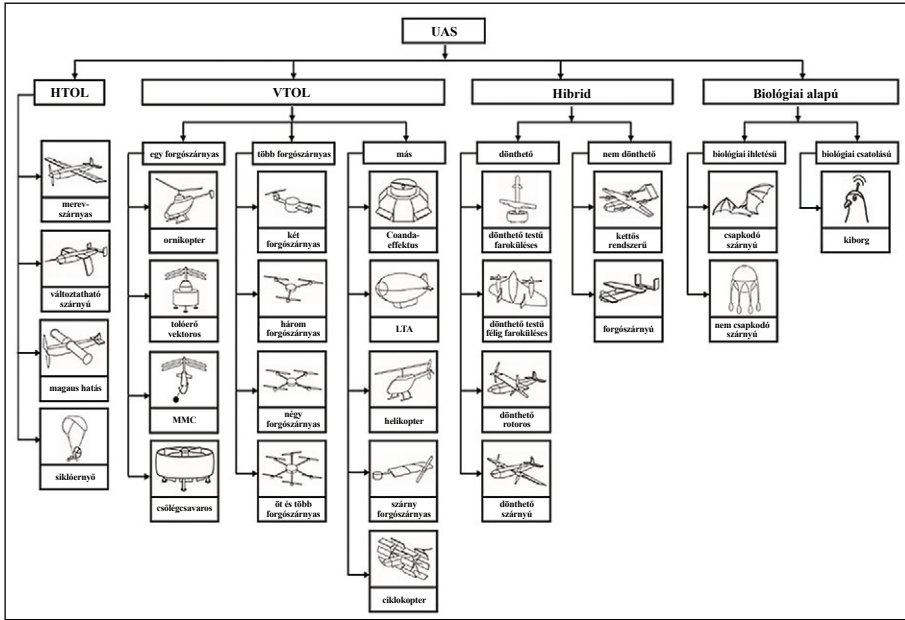 UAS
HTOL
VTOL
Hibrid
Biológiai alapú
egy forgószárnyas
több forgószárnyas
más
dönthető
nem dönthető
biológiai ihletésű
biológiai csatolású
merev-
szárnyas
változtatható
szárnyú
magaus hatás
siklóernyő
ornikopter
tolóerő
vektoros
MMC
csőlégcsavaros
két
forgószárnyas
három
forgószárnyas
négy
forgószárnyas
öt és több
forgószárnyas
Coanda-
effektus
LTA
helikopter
szárny
forgószárnyas
ciklokopter
dönthető testű
faroküléses
dönthető testű
félig faroküléses
dönthető
rotoros
dönthető
szárnyú
kettős
rendszerű
forgószárnyú
csapkodó
szárnyú
nem csapkodó
szárnyú
kiborg